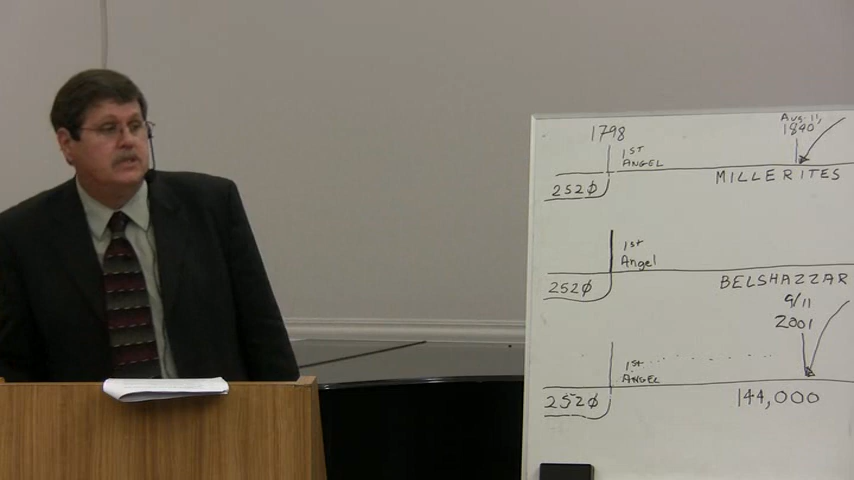 1798
Aug. 11,
1840
1ST
ANGEL
2520
MILLERITES
1st
Angel
2520
BELSHAZZAR
9/11
2001
1ST
ANGEL
2520
144,000